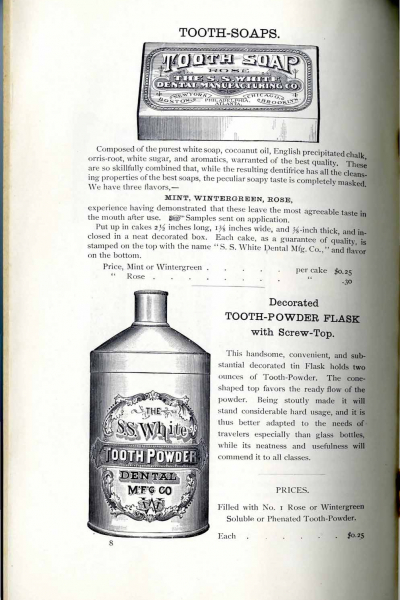 TOOTH-SOAPS.
TOOTH SOAP
ROSE
THE S.S. WHITE
DENTAL MANUFACTURING CO.
NEW YORK
CHICAGO
BOSTON
PHILADELPHIA,
BROOKLYN
ATLANTA.
Composed of the purest white soap, cocoanut oil, English precipitated chalk,
orris-root, white sugar, and aromatics, warranted of the best quality. These
are so skillfully combined that, while the resulting dentifrice has all the cleans-
ing properties of the best soaps, the peculiar soapy taste is completely masked.
We have three flavors,—
MINT, WINTERGREEN, ROSE,
experience having demonstrated that these leave the most agreeable taste in
the mouth after use. ☞ Samples sent on application.
Put up in cakes 2½ inches long, 1⅝ inches wide, and ⅝-inch thick, and in-
closed in a neat decorated box. Each cake, as a guarantee of quality, is
stamped on the top with the name "S. S. White Dental Mfg. Co.," and flavor
on the bottom.
Price, Mint or Wintergreen . . . . . per cake $0.25
" Rose . . . . . . . . " .30
Decorated
TOOTH-POWDER FLASK
with Screw-Top.
This handsome, convenient, and sub-
stantial decorated tin Flask holds two
ounces of Tooth-Powder. The cone-
shaped top favors the ready flow of the
powder. Being stoutly made it will
stand considerable hard usage, and it is
thus better adapted to the needs of
travelers especially than glass bottles,
while its neatness and usefulness will
commend it to all classes.
THE
S.S. White
TOOTH POWDER
DENTAL
M'F'G CO
W
PRICES.
Filled with No. 1 Rose or Wintergreen
Soluble or Phenated Tooth-Powder.
Each . . . . . . $0.25
8